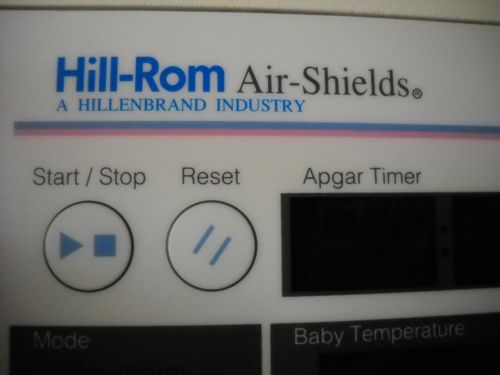 Hill-Rom Air-Shields®
A HILLENBRAND INDUSTRY
Start / Stop Reset Apgar Timer
Mode Baby Temperature